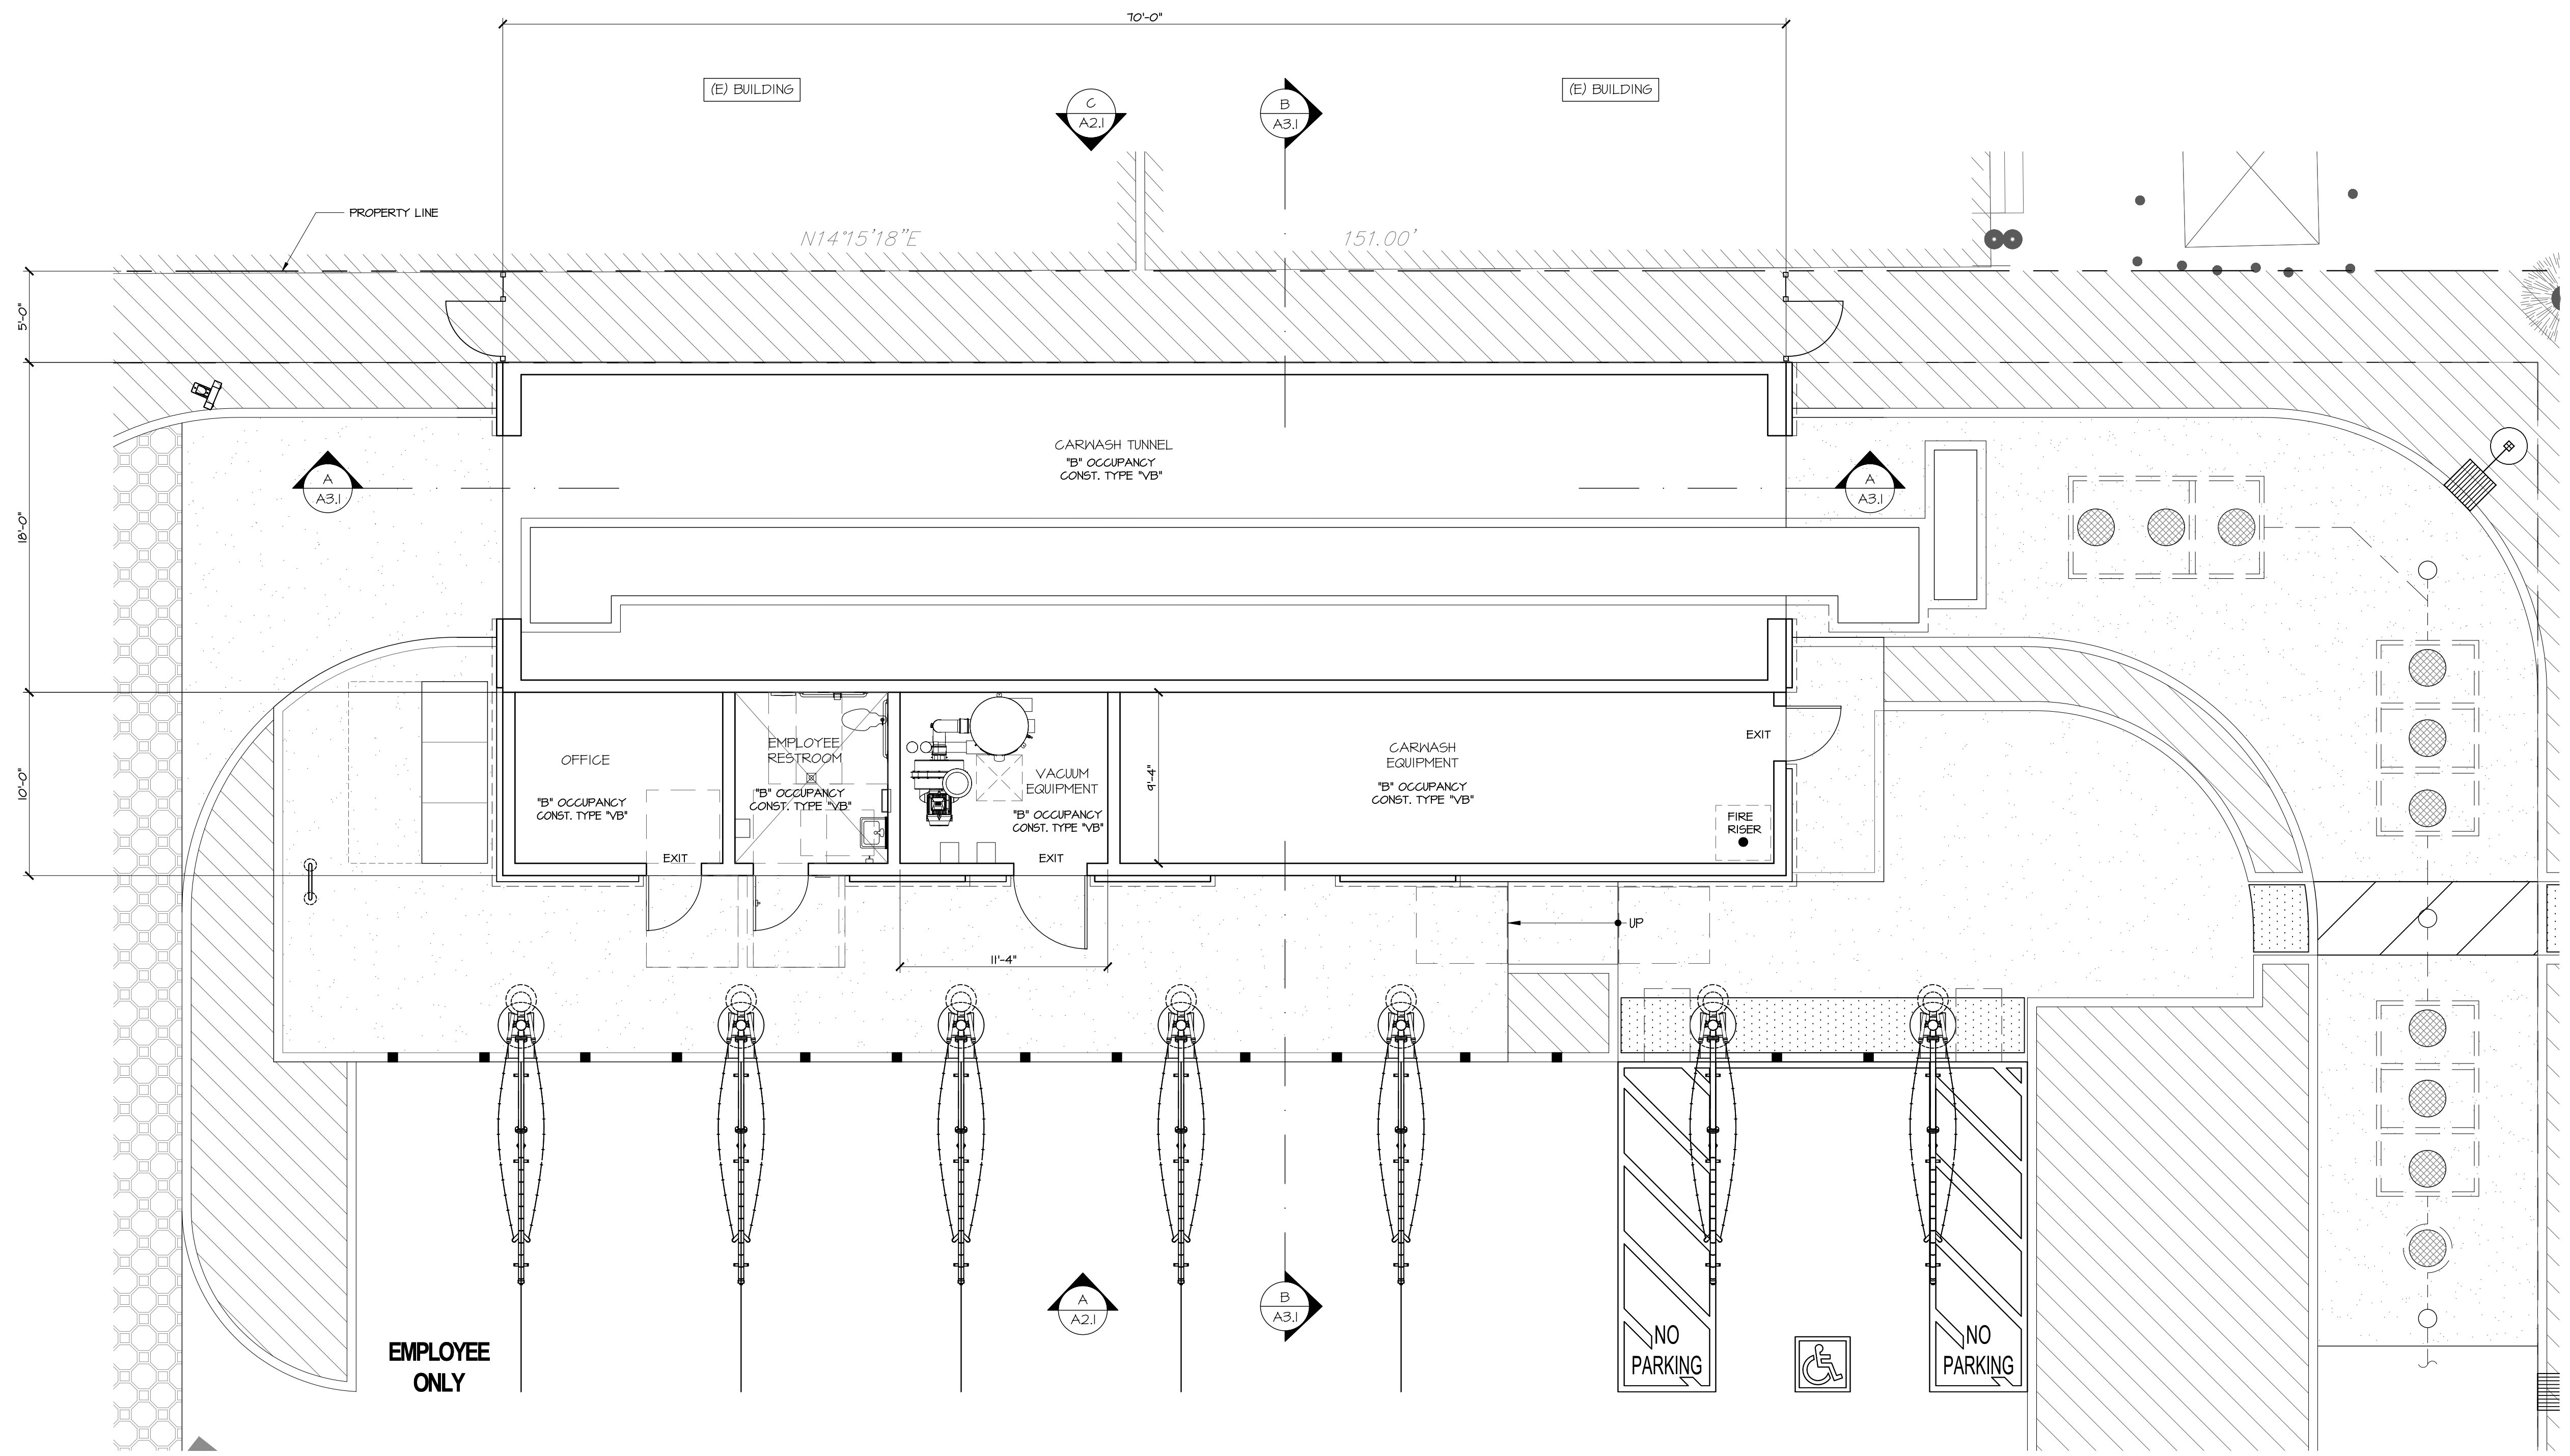 70'-0"
(E) BUILDING
(E) BUILDING
C
A2.1
B
A3.1
PROPERTY LINE
N14°15'18"E
151.00'
5'-0"
18'-0"
10'-0"
CARWASH TUNNEL
"B" OCCUPANCY
CONST. TYPE "VB"
A
A3.1
A
A3.1
OFFICE
"B" OCCUPANCY
CONST. TYPE "VB"
EXIT
EMPLOYEE
RESTROOM
"B" OCCUPANCY
CONST. TYPE "VB"
VACUUM
EQUIPMENT
"B" OCCUPANCY
CONST. TYPE "VB"
EXIT
9'-4"
CARWASH
EQUIPMENT
"B" OCCUPANCY
CONST. TYPE "VB"
EXIT
FIRE
RISER
UP
11'-4"
A
A2.1
B
A3.1
EMPLOYEE
ONLY
NO
PARKING
NO
PARKING